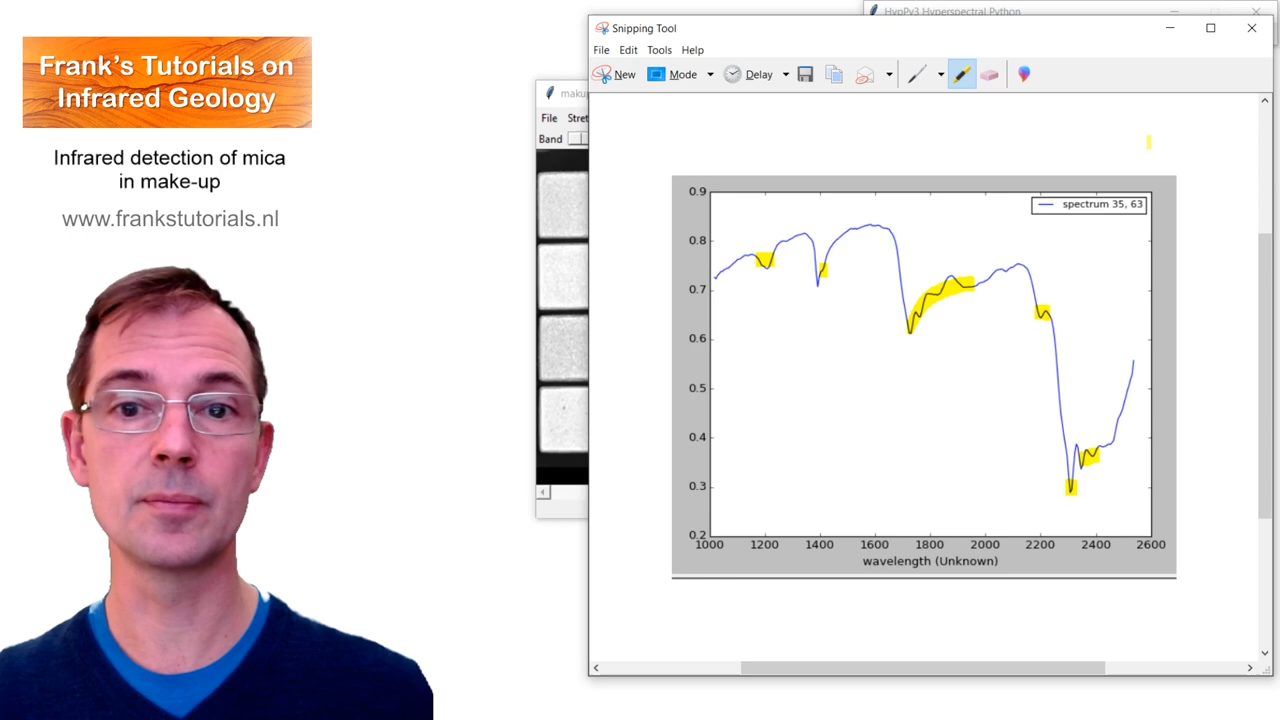 Frank's Tutorials on
Infrared Geology
Infrared detection of mica
in make-up
www.frankstutorials.nl
HypPy3 Hyperspectral Python
Snipping Tool
File Edit Tools Help
New Mode Delay
File
Band
spectrum 35, 63
0.9
0.8
0.7
0.6
0.5
0.4
0.3
0.2
1000 1200 1400 1600 1800 2000 2200 2400 2600
wavelength (Unknown)